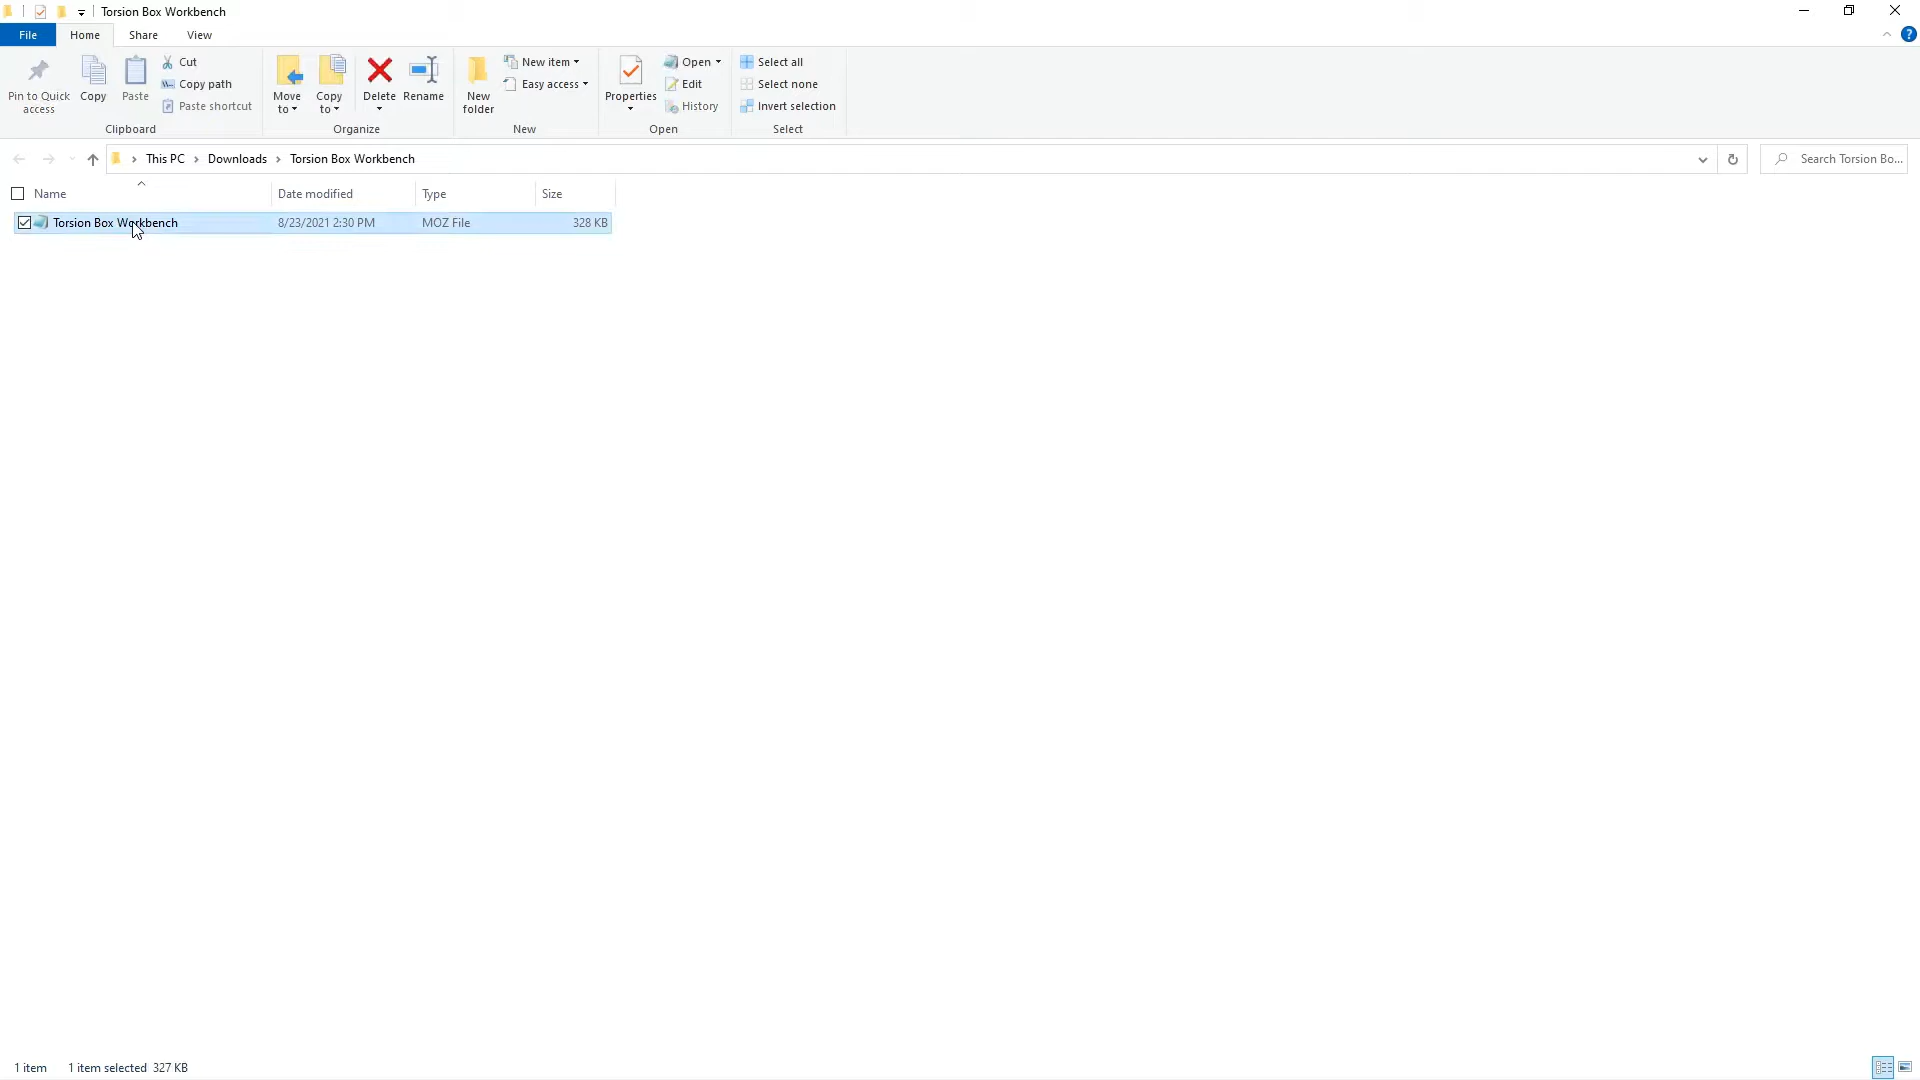 Torsion Box Workbench
File Home Share View
Pin to Quick access
Copy
Paste
Cut
Copy path
Paste shortcut
Clipboard
Move to
Copy to
Delete
Rename
Organize
New folder
New item
Easy access
New
Properties
Open
Edit
History
Open
Select all
Select none
Invert selection
Select
This PC Downloads Torsion Box Workbench
Search Torsion Bo...
Name Date modified Type Size
Torsion Box Workbench 8/23/2021 2:30 PM MOZ File 328 KB
1 item 1 item selected 327 KB